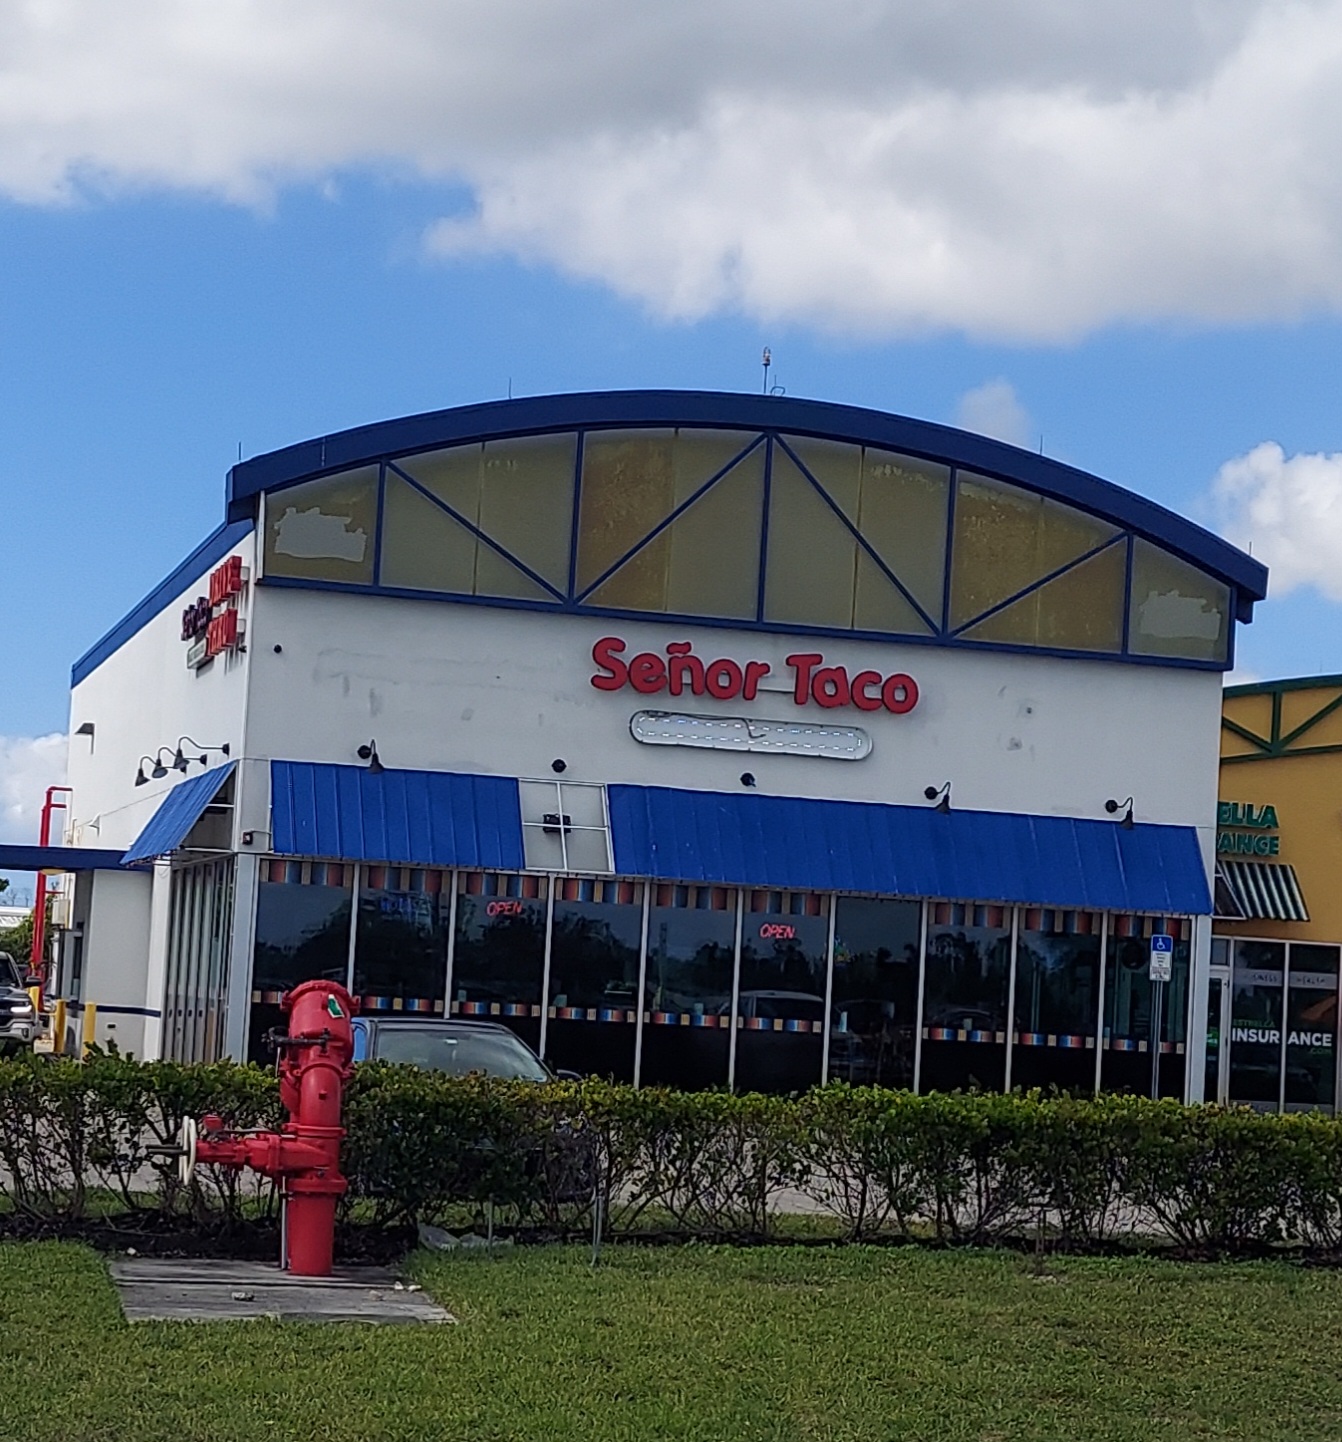 Señor Taco
OPEN
OPEN
ELLA
ANGE
INSURANCE